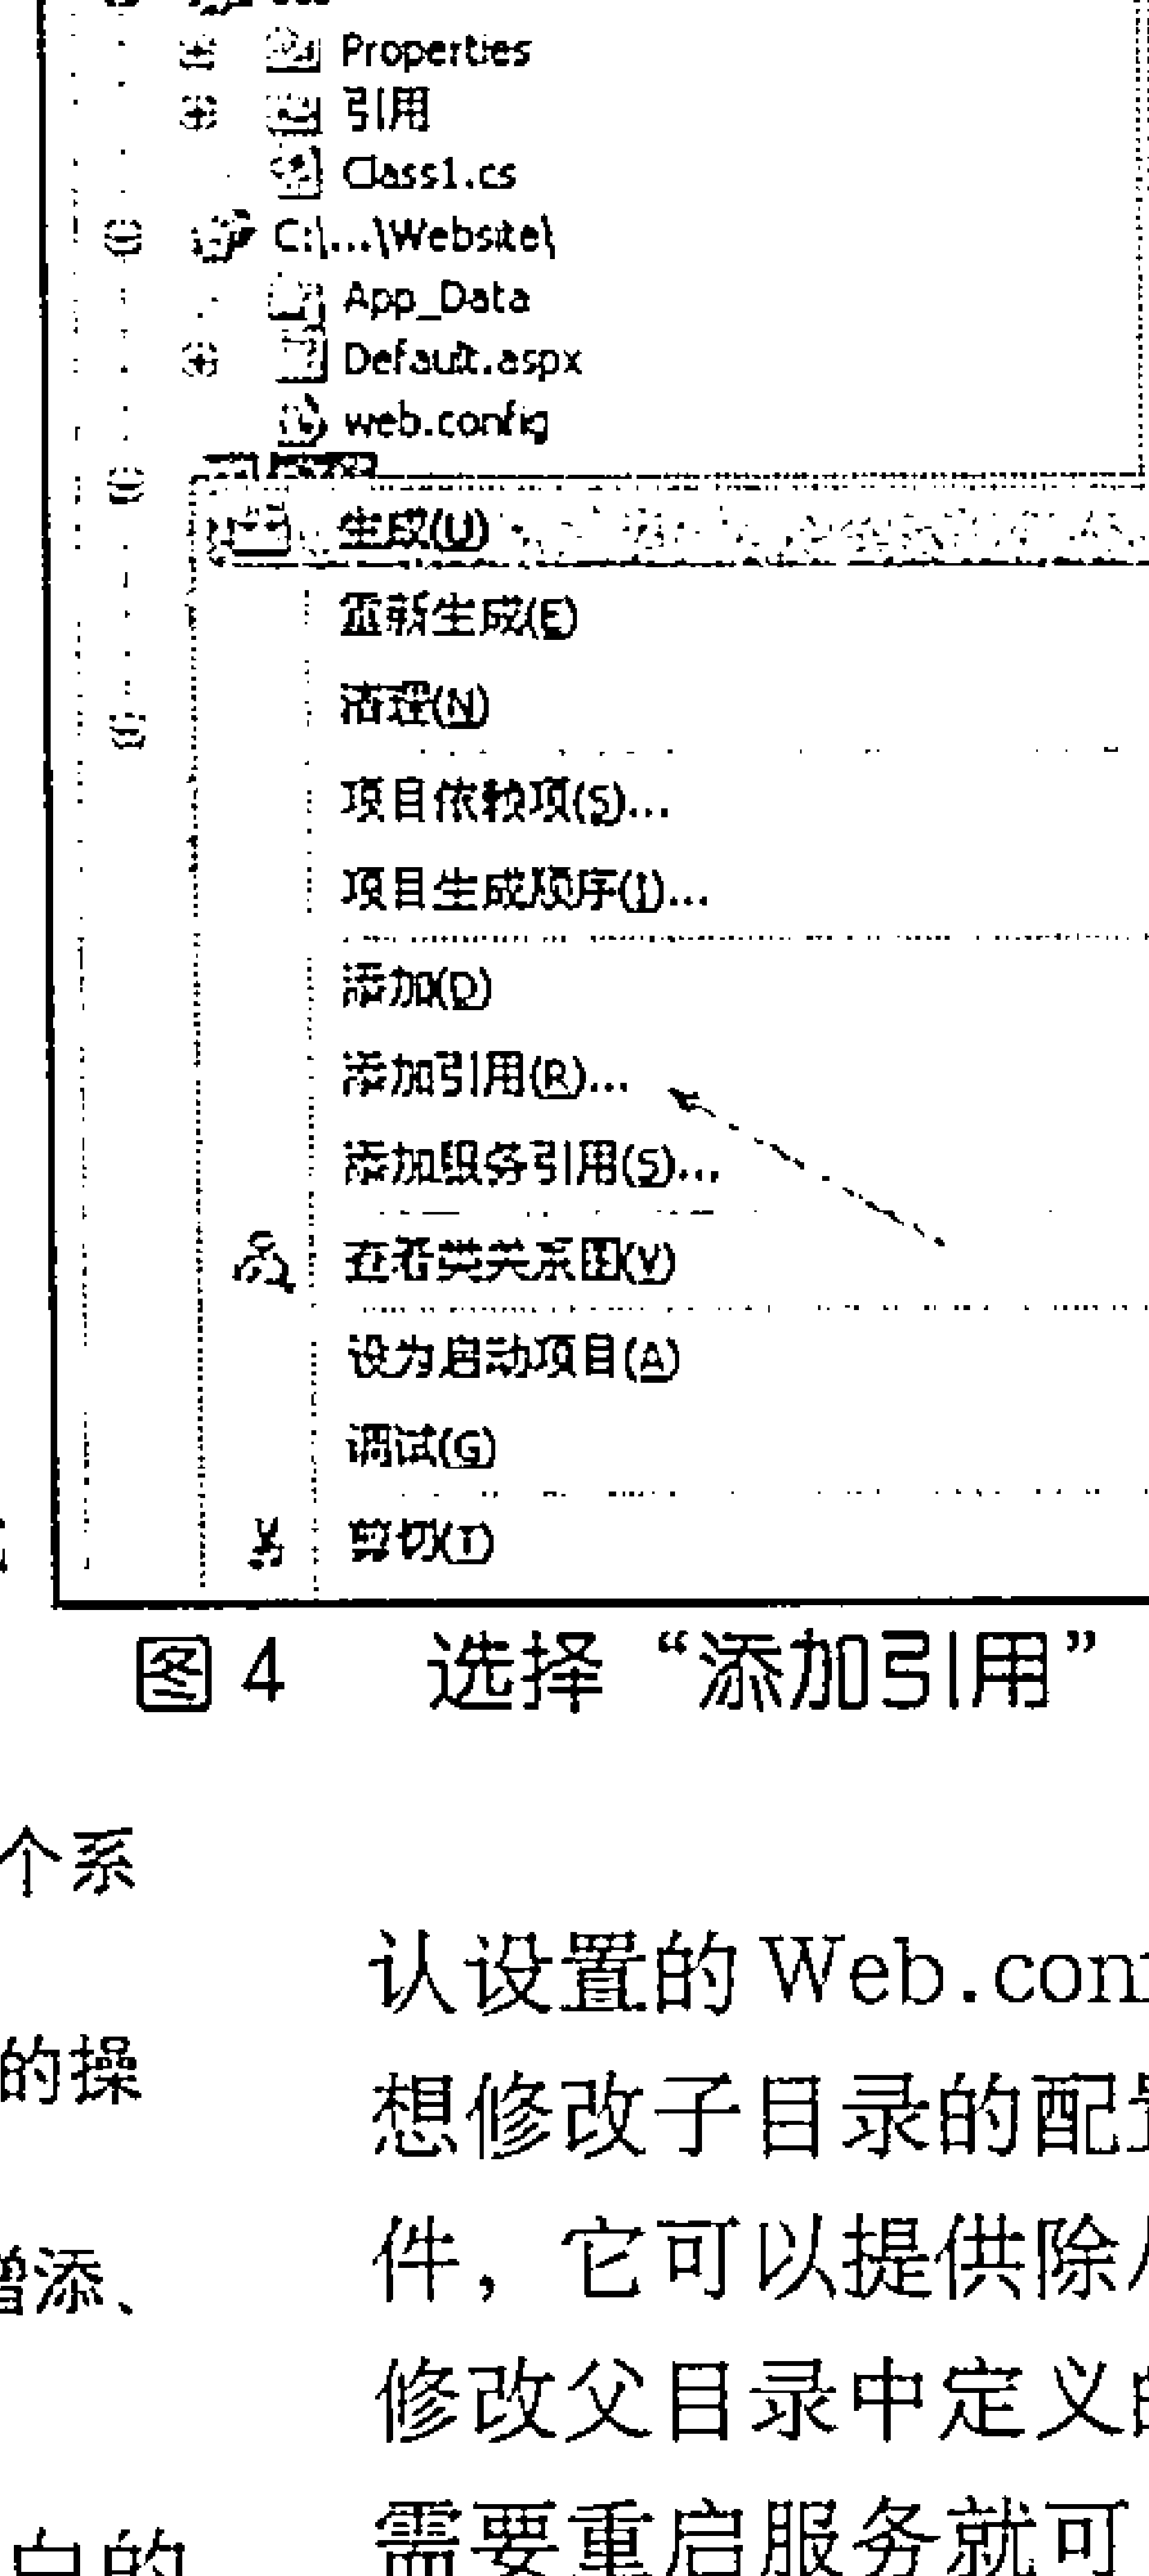 Properties
引用
Class1.cs
C:\...\Website\
App_Data
Default.aspx
web.config
生成(U)
重新生成(E)
清理(N)
项目依赖项(S)...
项目生成顺序(I)...
添加(D)
添加引用(R)...
添加服务引用(S)...
查看类关系图(V)
设为启动项目(A)
调试(G)
剪切(T)
图4 选择“添加引用”
个系
的操
增添、
白的
认设置的 Web.con
想修改子目录的配置
件，它可以提供除
修改父目录中定义的
需要重启服务就可